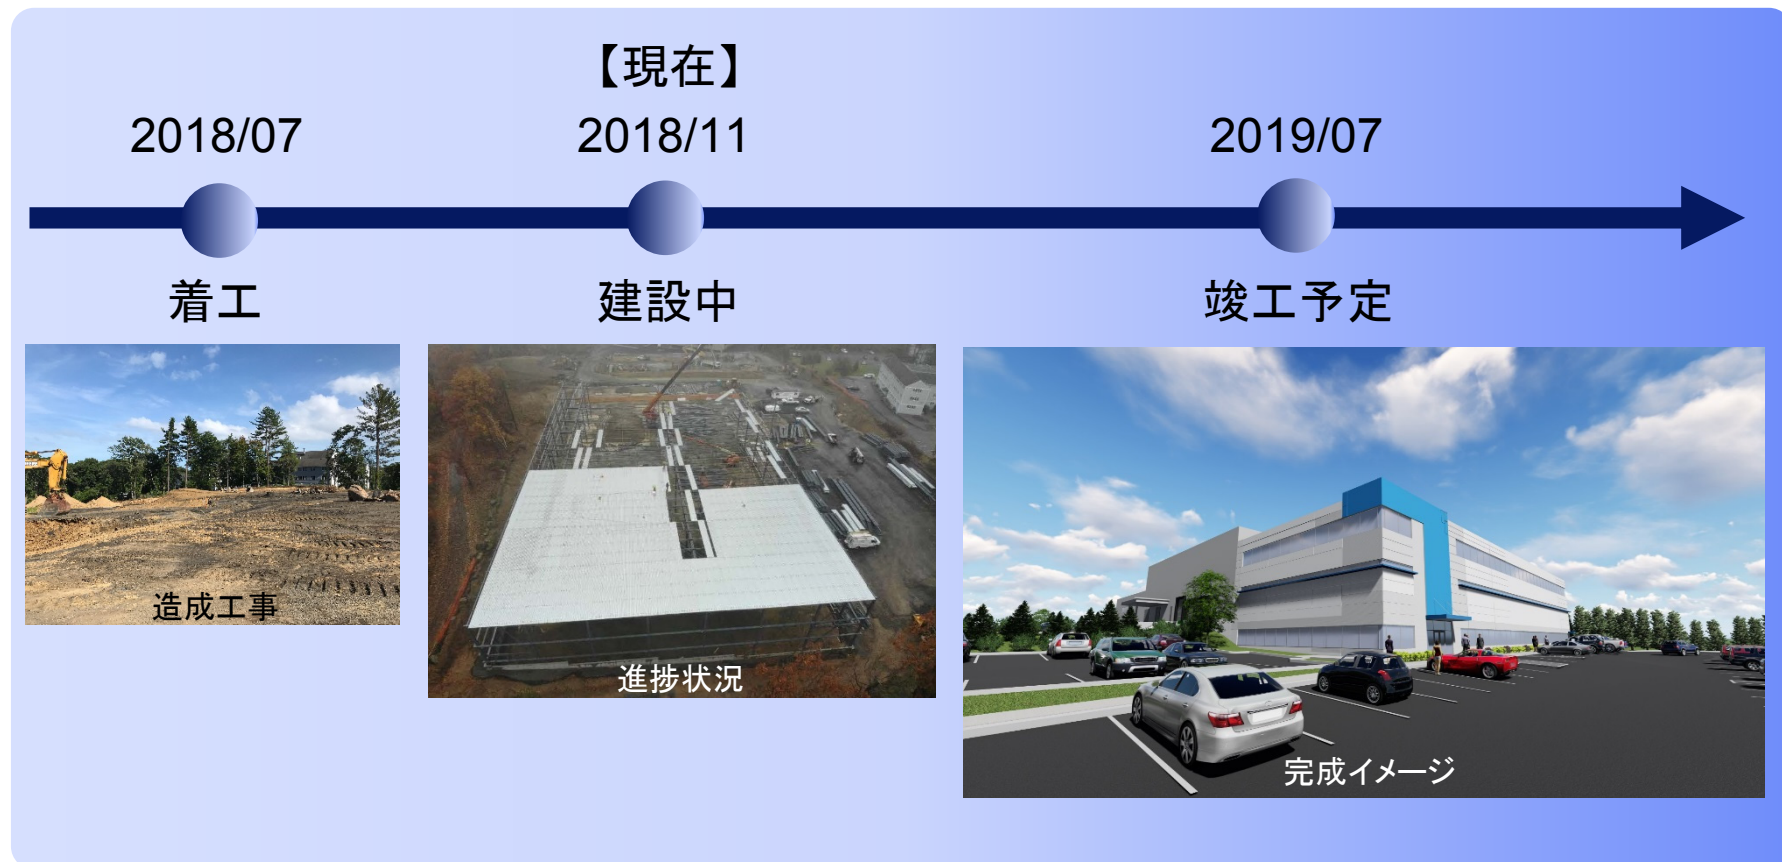 【現在】
2018/07
2018/11
2019/07
着工
建設中
竣工予定
造成工事
進捗状況
完成イメージ